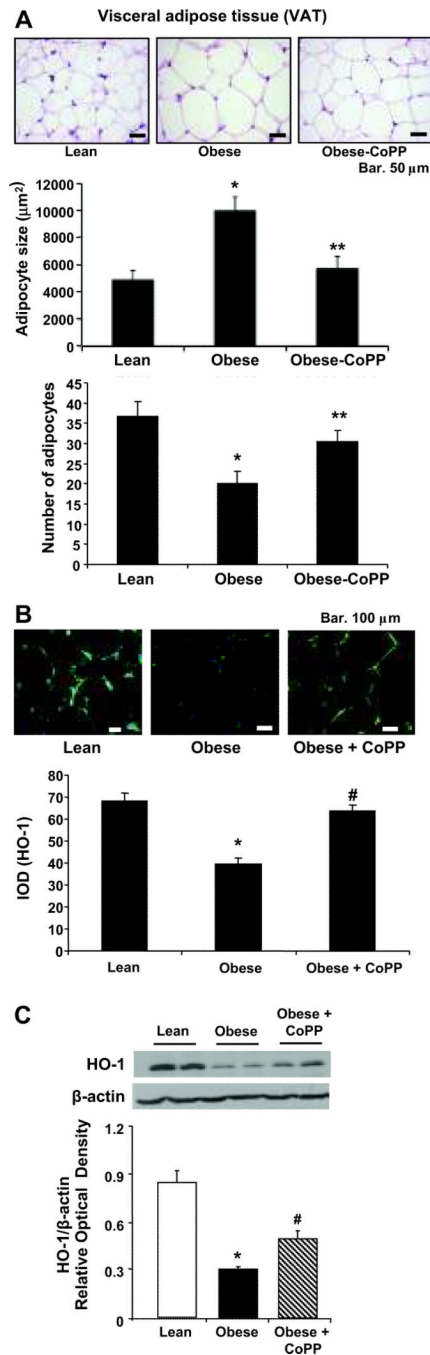 A
Visceral adipose tissue (VAT)
Lean Obese Obese-CoPP
Bar. 50 μm
Adipocyte size (μm²)
12000
10000
8000
6000
4000
2000
0
* **
Lean Obese Obese-CoPP
Number of adipocytes
45
40
35
30
25
20
15
10
5
0
* **
Lean Obese Obese-CoPP
B
Bar. 100 μm
Lean Obese Obese + CoPP
IOD (HO-1)
80
70
60
50
40
30
20
10
0
* #
Lean Obese Obese + CoPP
C
Lean Obese Obese +
CoPP
HO-1
β-actin
HO-1/β-actin
Relative Optical Density
1.2
0.9
0.6
0.3
0
* #
Lean Obese Obese +
CoPP